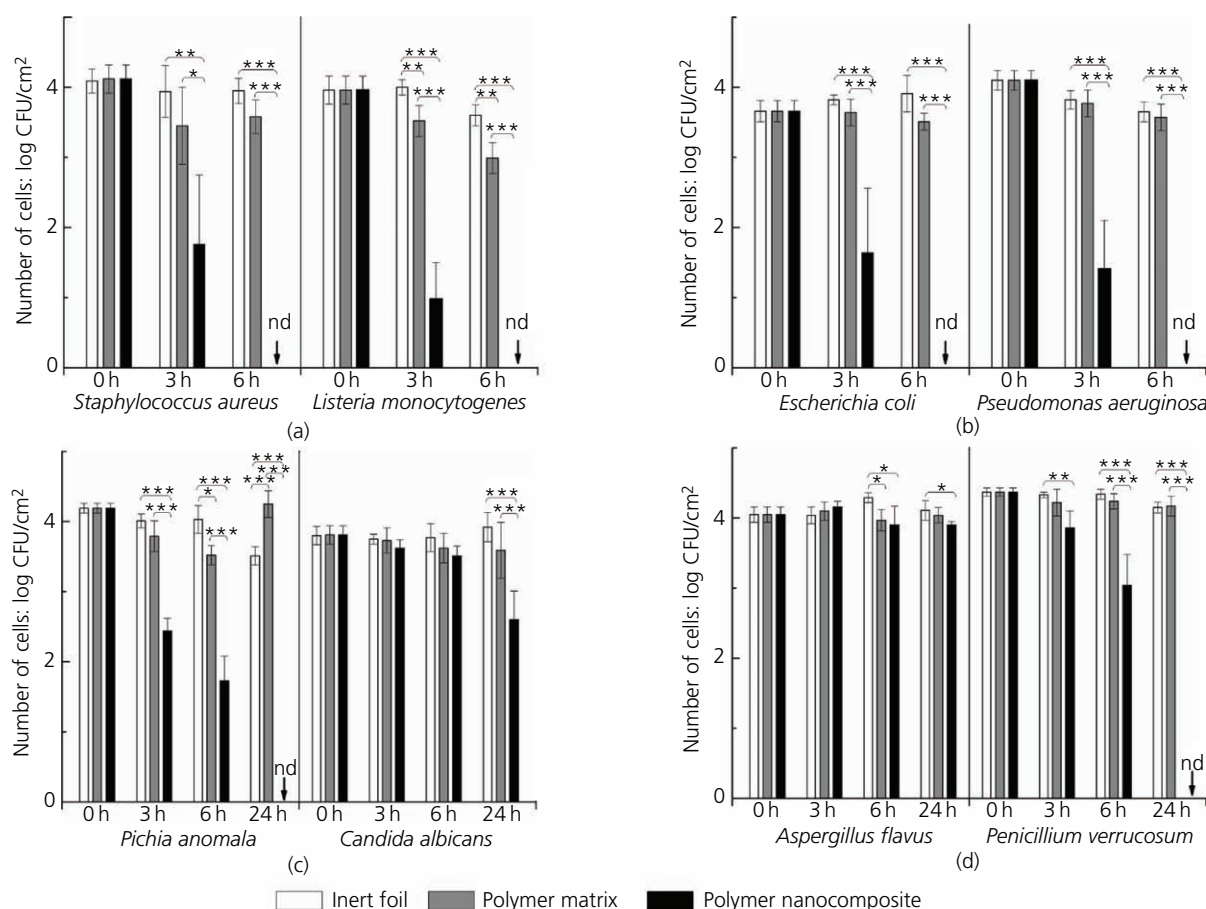 Number of cells: log CFU/cm²
4
2
0
** * *** ***
*** ** *** *** ** ***
nd nd
0 h 3 h 6 h 0 h 3 h 6 h
Staphylococcus aureus Listeria monocytogenes
(a)
Number of cells: log CFU/cm²
4
2
0
*** *** *** ***
*** *** *** ***
nd nd
0 h 3 h 6 h 0 h 3 h 6 h
Escherichia coli Pseudomonas aeruginosa
(b)
Number of cells: log CFU/cm²
4
2
0
*** *** *** * *** *** *** ***
*** ***
nd
0 h 3 h 6 h 24 h 0 h 3 h 6 h 24 h
Pichia anomala Candida albicans
(c)
Number of cells: log CFU/cm²
4
2
0
* * *
** *** *** *** ***
nd
0 h 3 h 6 h 24 h 0 h 3 h 6 h 24 h
Aspergillus flavus Penicillium verrucosum
(d)
Inert foil Polymer matrix Polymer nanocomposite